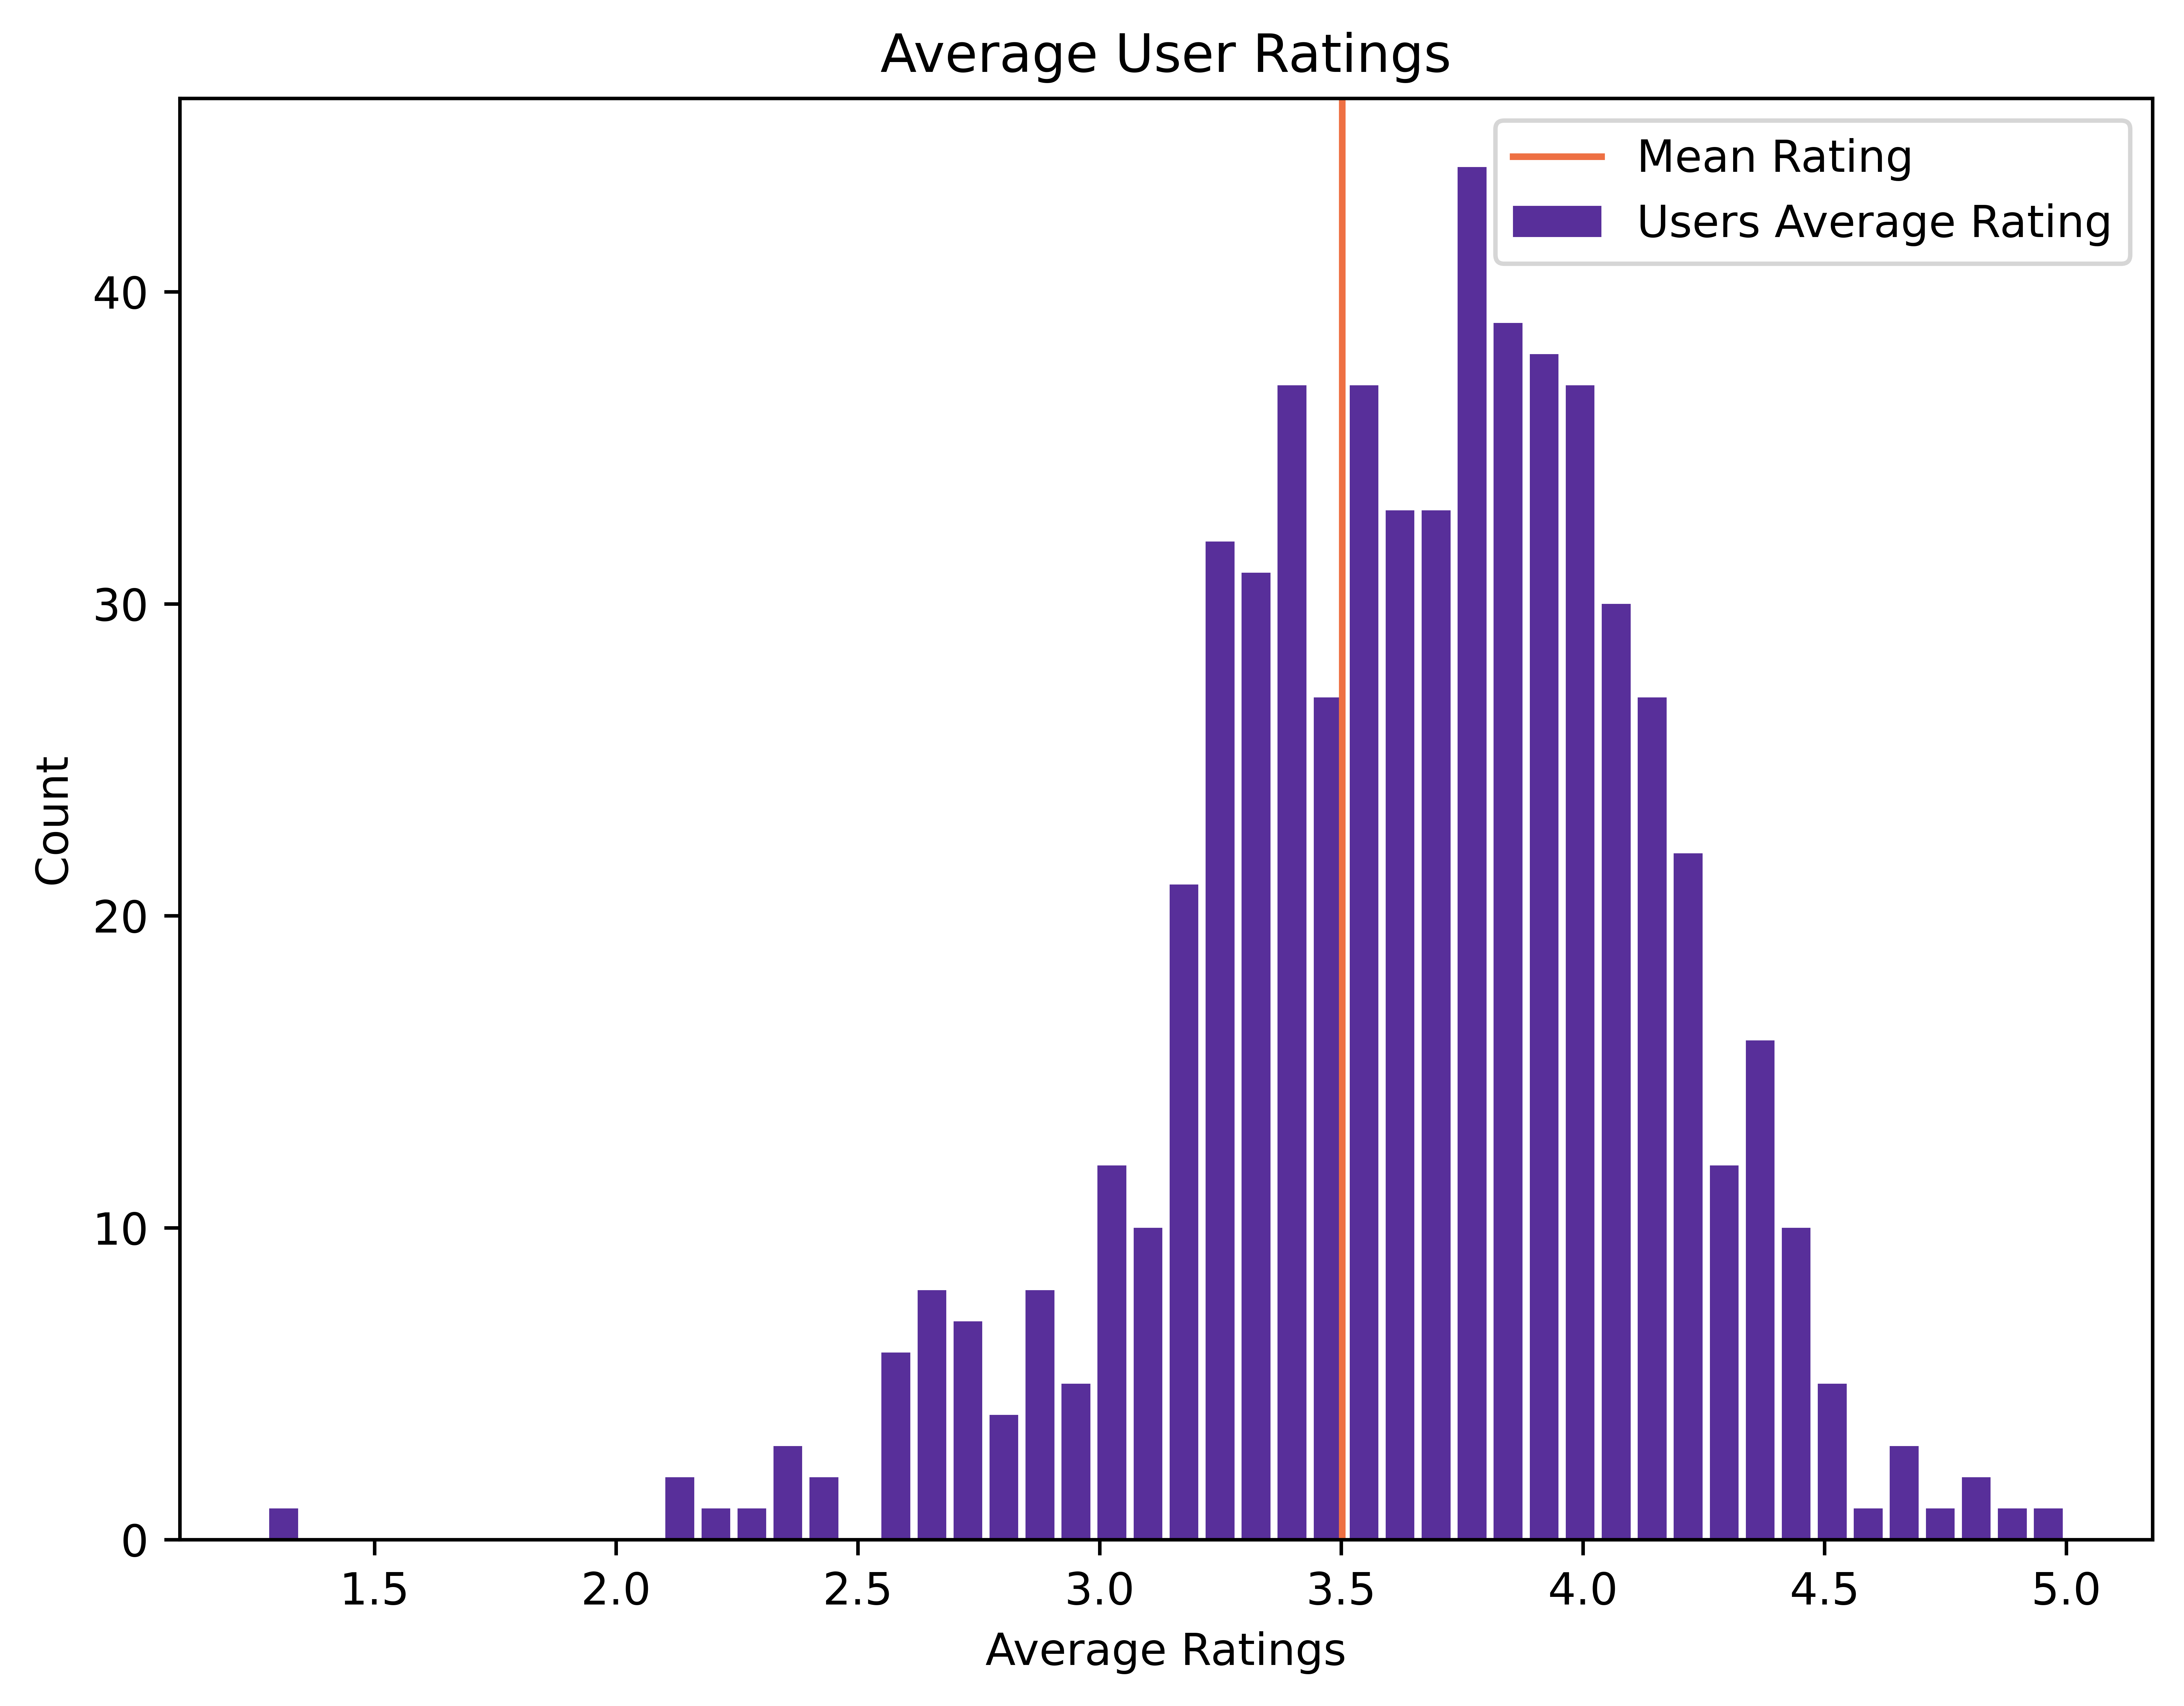 Average User Ratings
Mean Rating
Users Average Rating
40
30
20
10
0
Count
1.5 2.0 2.5 3.0 3.5 4.0 4.5 5.0
Average Ratings